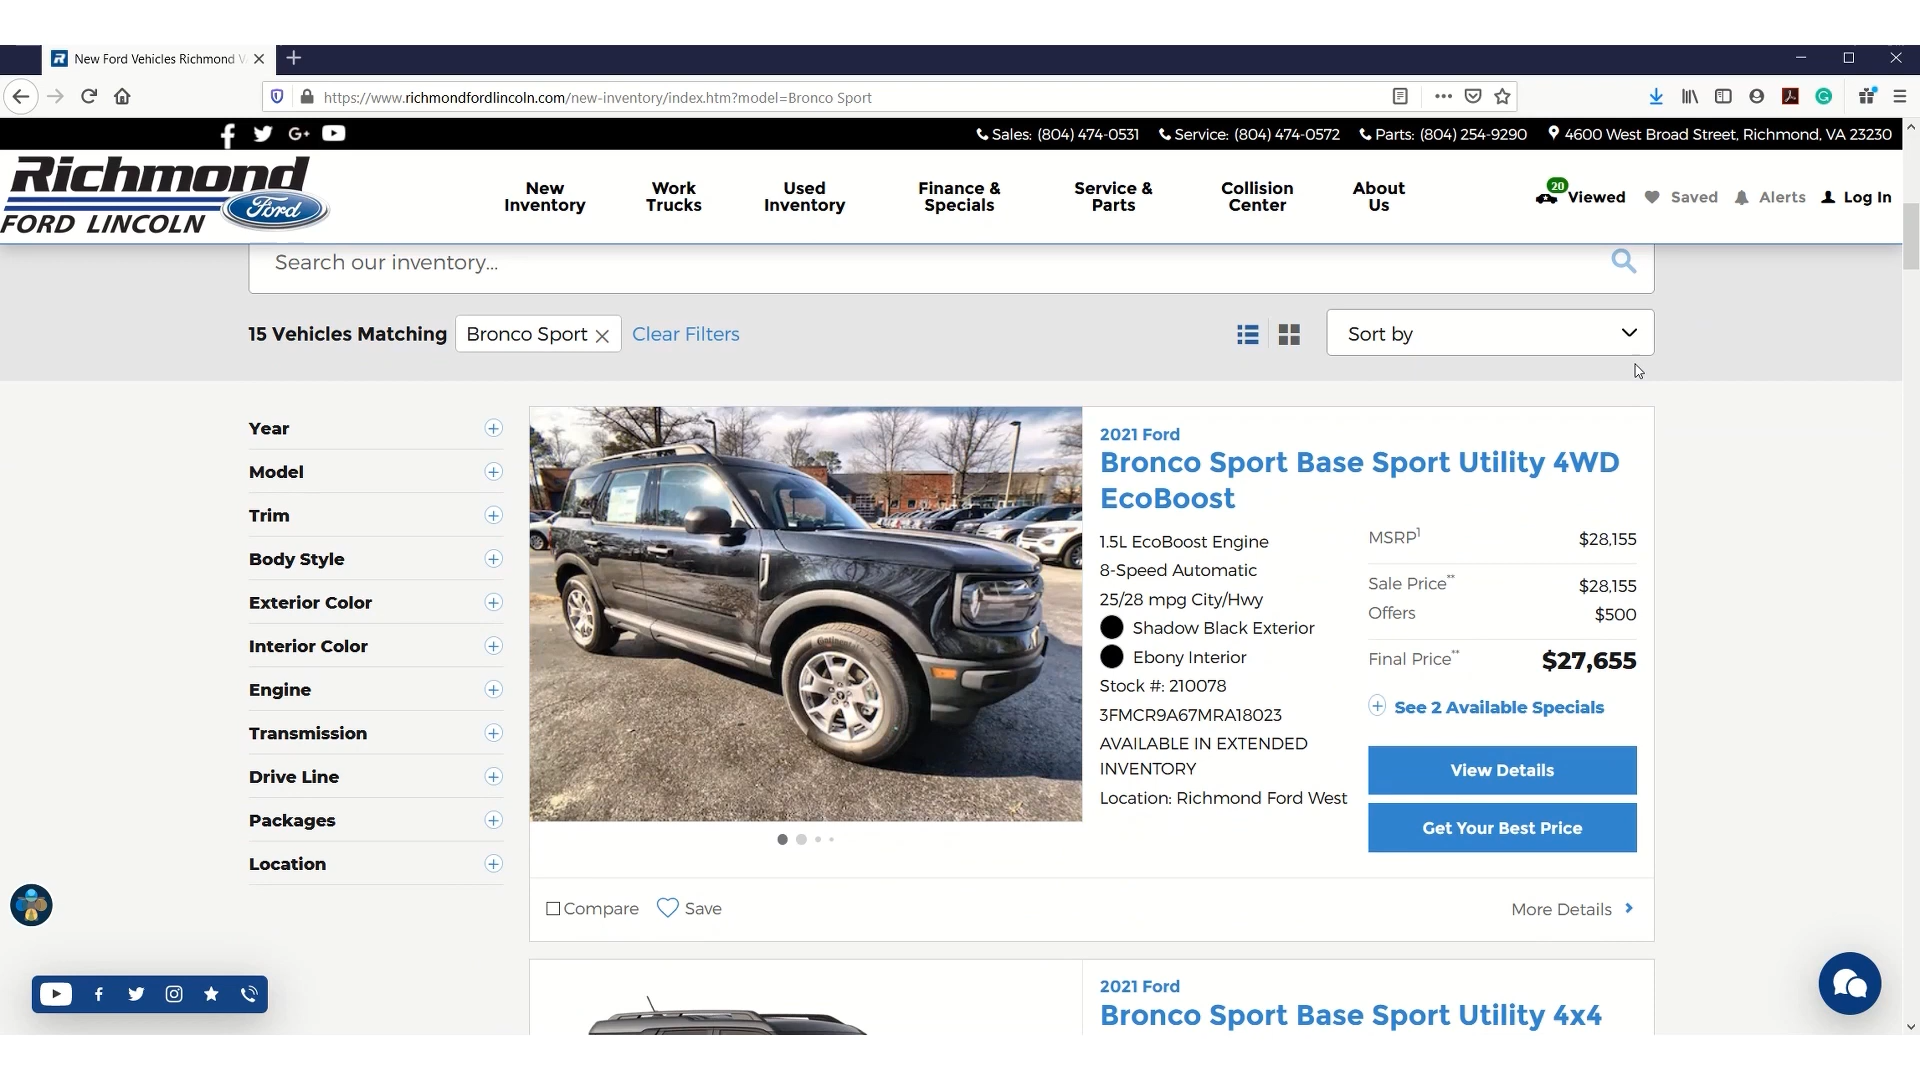 New Ford Vehicles Richmond V
https://www.richmondfordlincoln.com/new-inventory/index.htm?model=Bronco Sport
Sales: (804) 474-0531 Service: (804) 474-0572 Parts: (804) 254-9290 4600 West Broad Street, Richmond, VA 23230
Richmond
FORD LINCOLN
Ford
New Inventory
Work Trucks
Used Inventory
Finance & Specials
Service & Parts
Collision Center
About Us
20
Viewed
Saved
Alerts
Log In
Search our inventory...
15 Vehicles Matching Bronco Sport Clear Filters
Sort by
Year
Model
Trim
Body Style
Exterior Color
Interior Color
Engine
Transmission
Drive Line
Packages
Location
2021 Ford
Bronco Sport Base Sport Utility 4WD
EcoBoost
1.5L EcoBoost Engine
8-Speed Automatic
25/28 mpg City/Hwy
Shadow Black Exterior
Ebony Interior
Stock #: 210078
3FMCR9A67MRA18023
AVAILABLE IN EXTENDED
INVENTORY
Location: Richmond Ford West
MSRP1 $28,155
Sale Price** $28,155
Offers $500
Final Price** $27,655
See 2 Available Specials
View Details
Get Your Best Price
Compare Save
More Details
2021 Ford
Bronco Sport Base Sport Utility 4x4